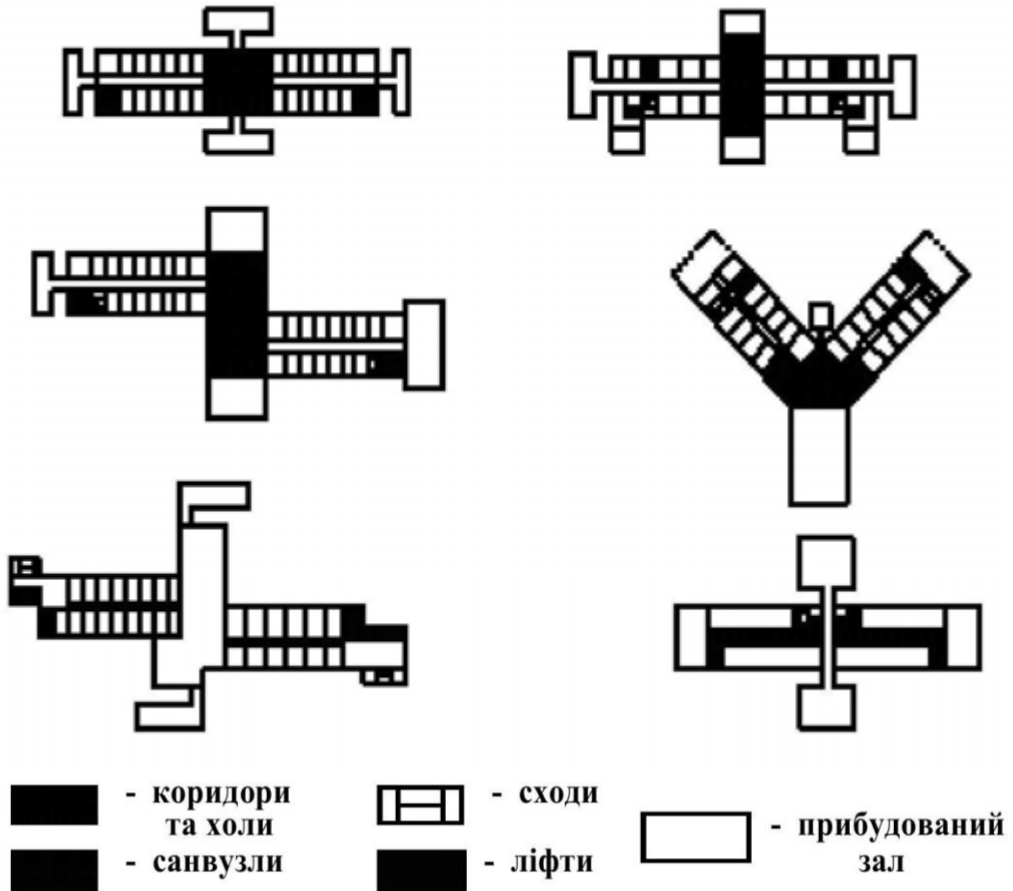 - коридори
та холи
- санвузли
- сходи
- ліфти
- прибудований
зал